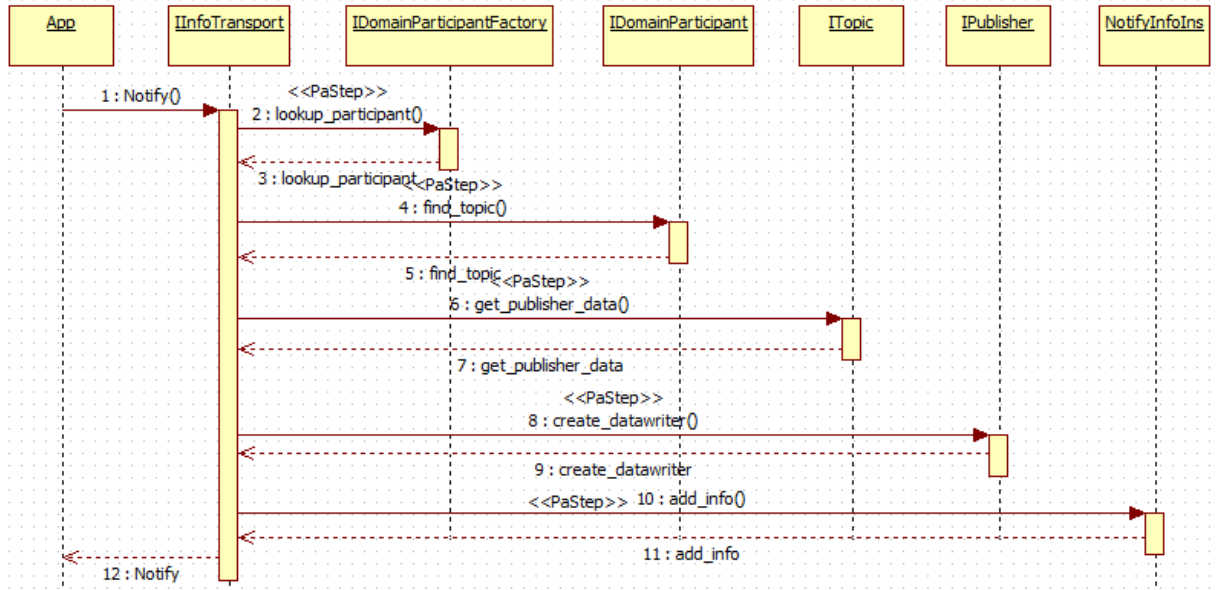 App
IInfoTransport
IDomainParticipantFactory
IDomainParticipant
ITopic
IPublisher
NotifyInfoIns
1 : Notify()
<<PaStep>>
2 : lookup_participant()
3 : lookup_participant
<<PaStep>>
4 : find_topic()
5 : find_topic
<<PaStep>>
6 : get_publisher_data()
7 : get_publisher_data
<<PaStep>>
8 : create_datawriter()
9 : create_datawriter
<<PaStep>> 10 : add_info()
11 : add_info
12 : Notify